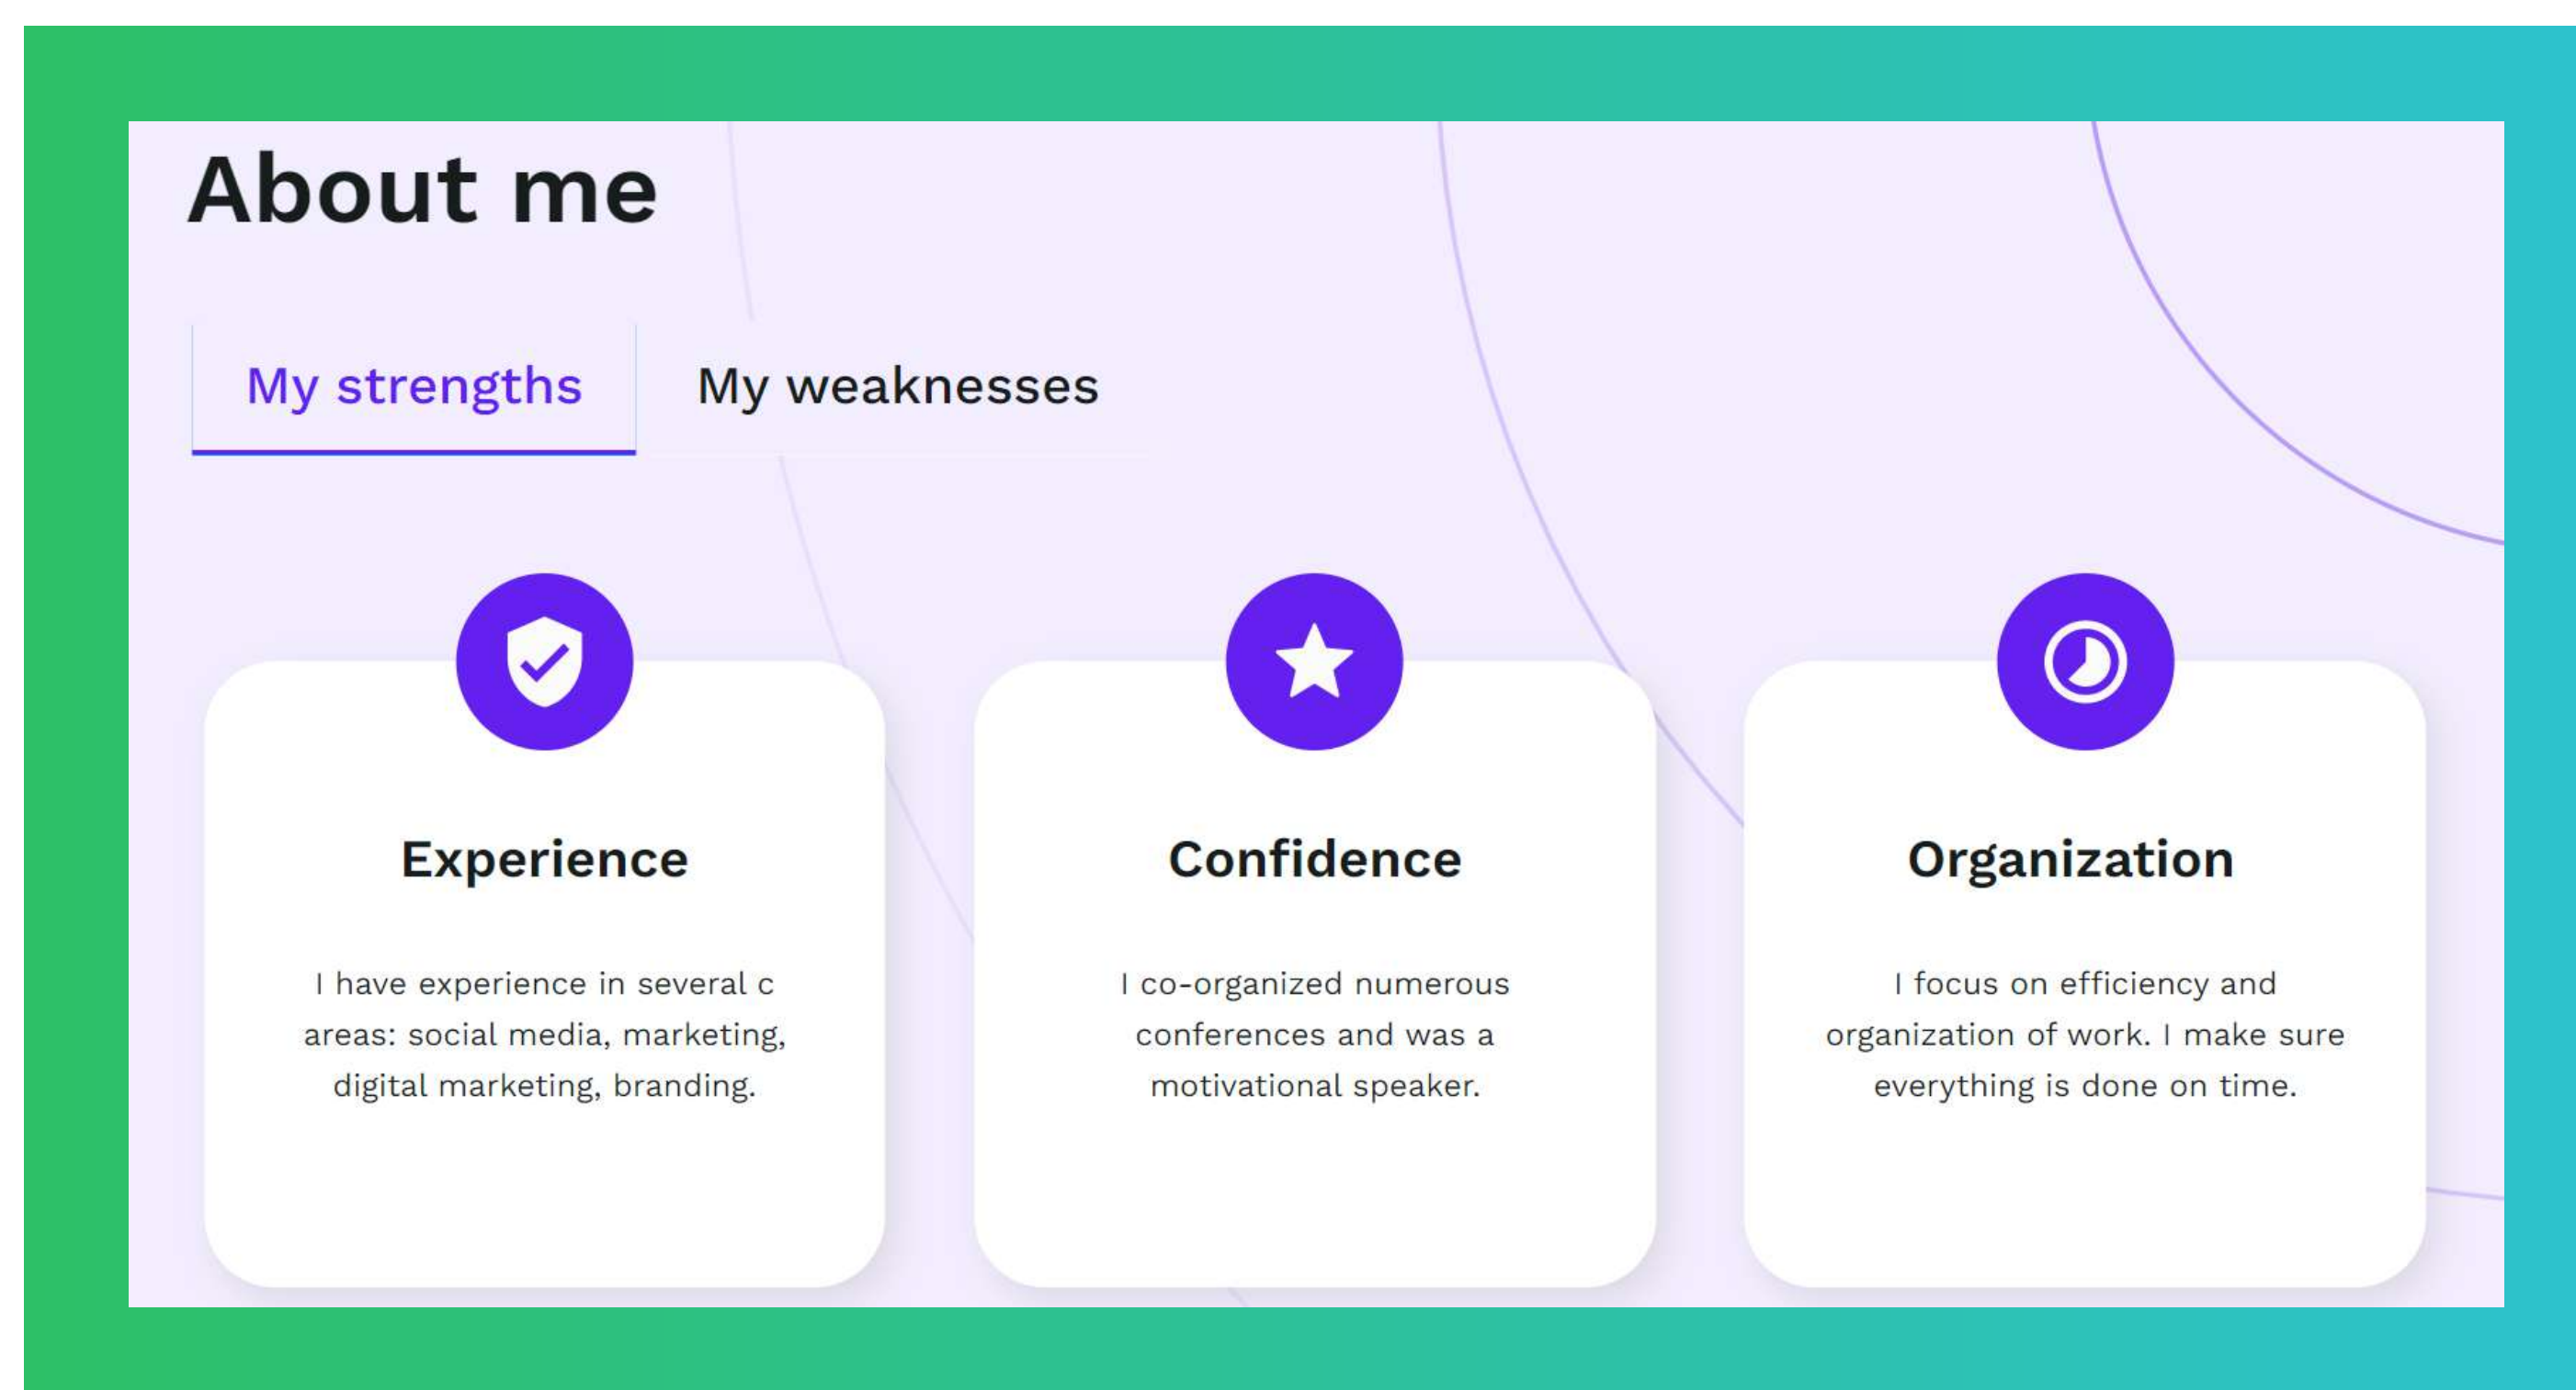 About me
My strengths
My weaknesses
Experience
I have experience in several c
areas: social media, marketing,
digital marketing, branding.
Confidence
I co-organized numerous
conferences and was a
motivational speaker.
Organization
I focus on efficiency and
organization of work. I make sure
everything is done on time.